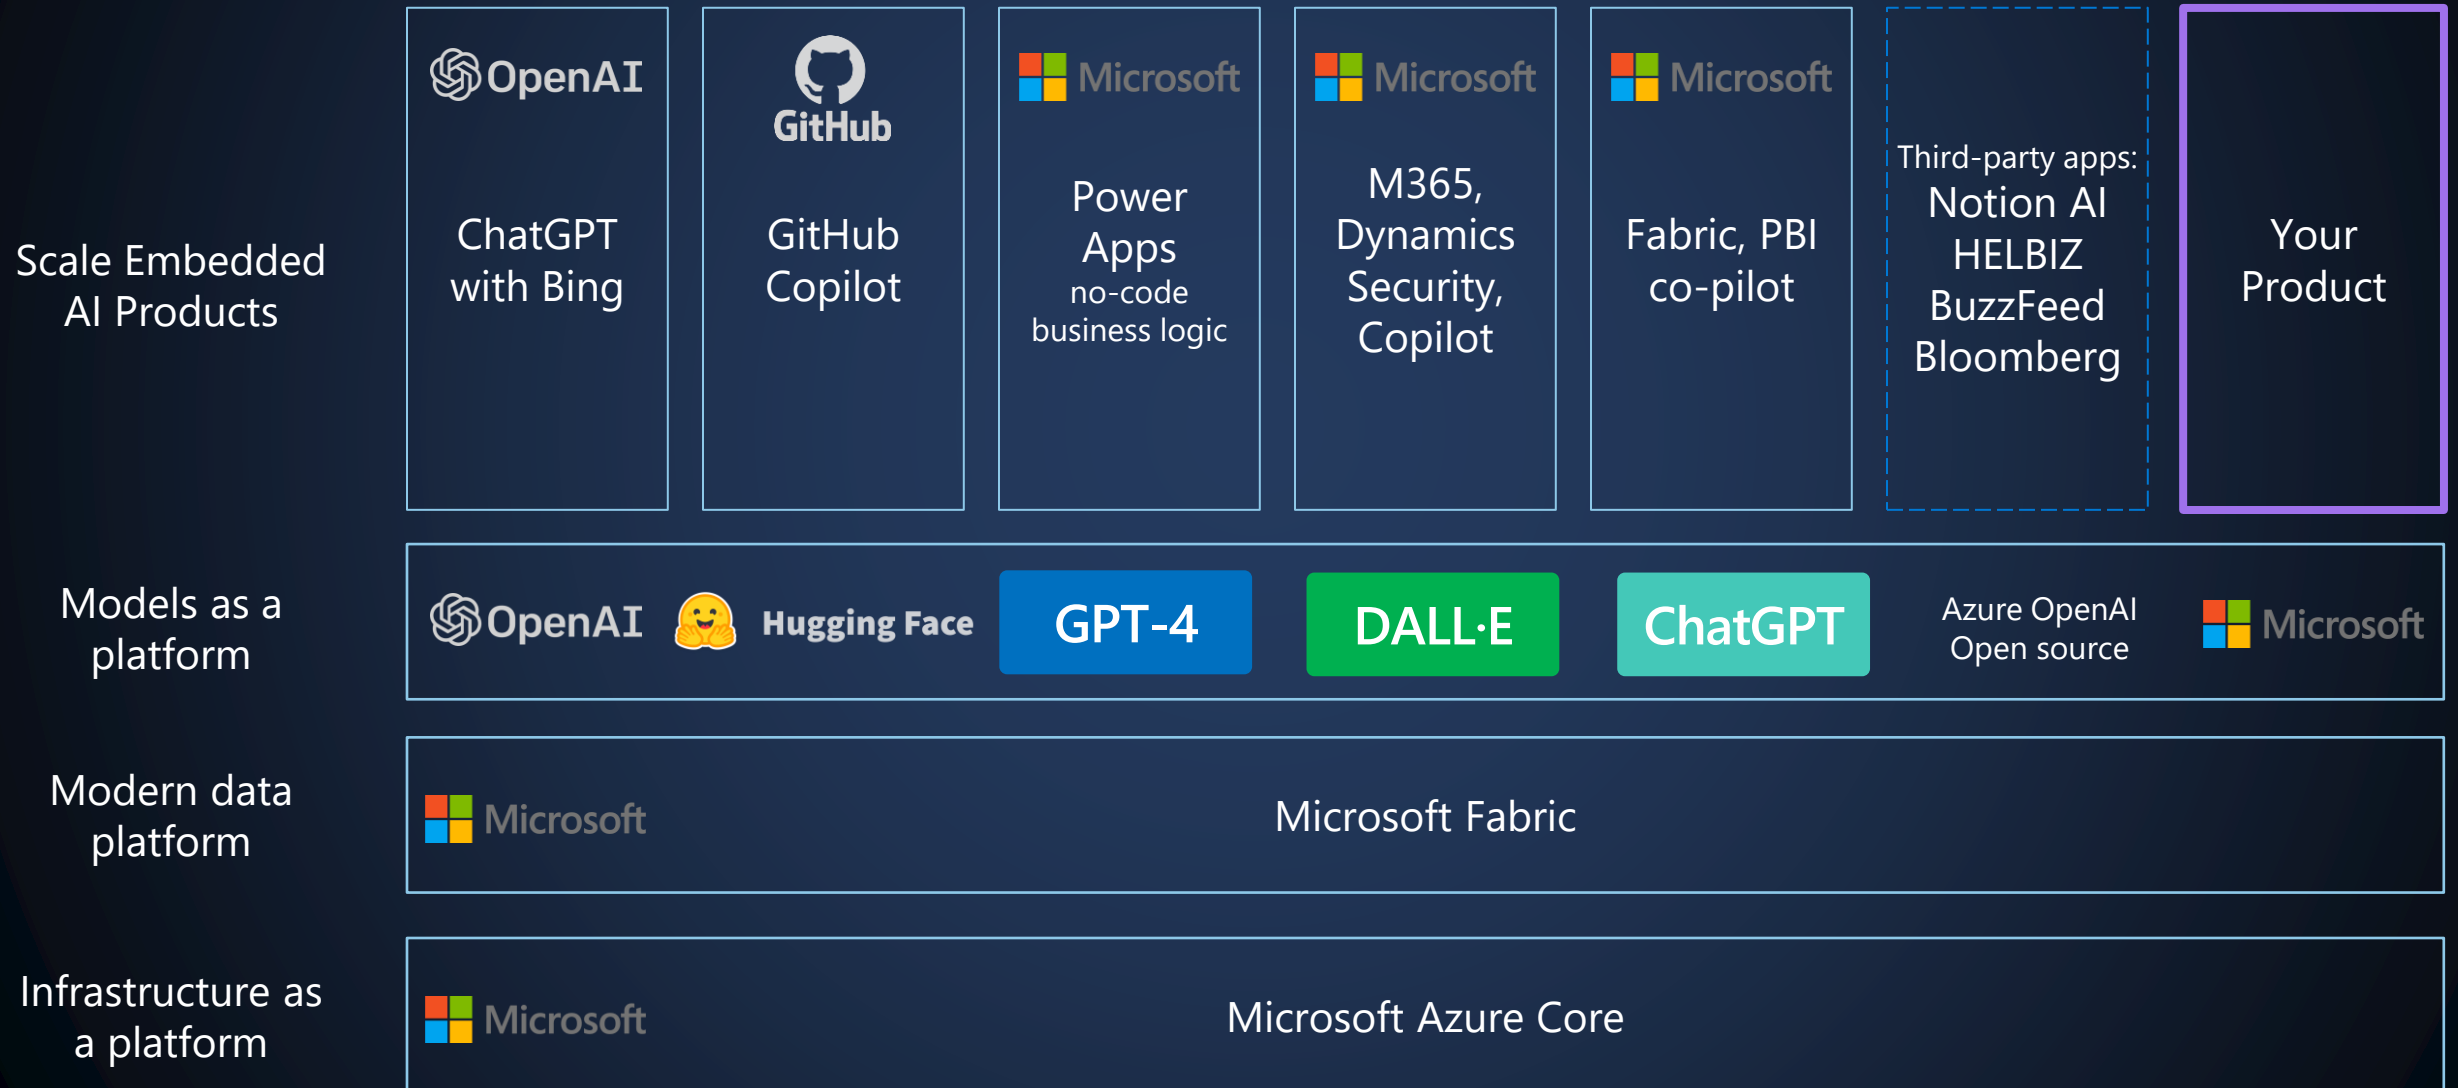 OpenAI
ChatGPT
with Bing
GitHub
GitHub
Copilot
Microsoft
Power
Apps
no-code
business logic
Microsoft
M365,
Dynamics
Security,
Copilot
Microsoft
Fabric, PBI
co-pilot
Third-party apps:
Notion AI
HELBIZ
BuzzFeed
Bloomberg
Your
Product
Scale Embedded
AI Products
Models as a
platform
OpenAI
Hugging Face
GPT-4
DALL·E
ChatGPT
Azure OpenAI
Open source
Microsoft
Modern data
platform
Microsoft
Microsoft Fabric
Infrastructure as
a platform
Microsoft
Microsoft Azure Core